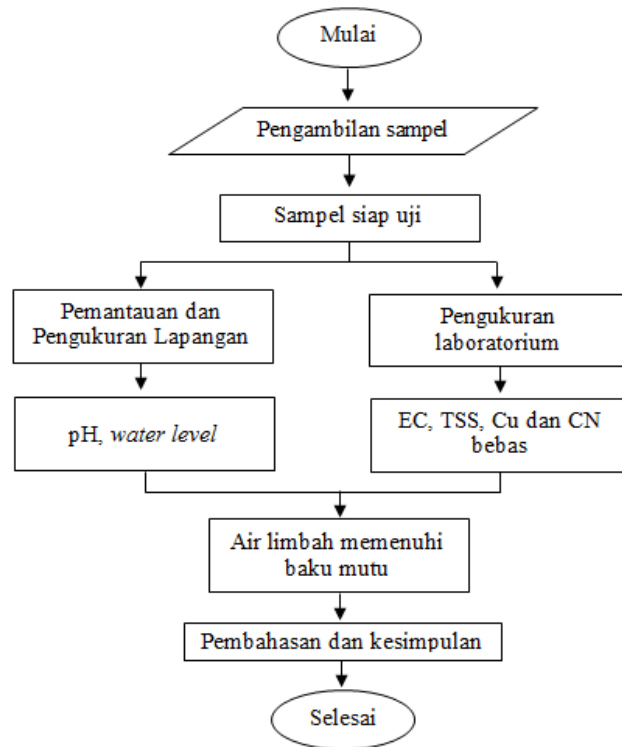 Mulai
Pengambilan sampel
Sampel siap uji
Pemantauan dan
Pengukuran Lapangan
Pengukuran
laboratorium
pH, water level
EC, TSS, Cu dan CN
bebas
Air limbah memenuhi
baku mutu
Pembahasan dan kesimpulan
Selesai